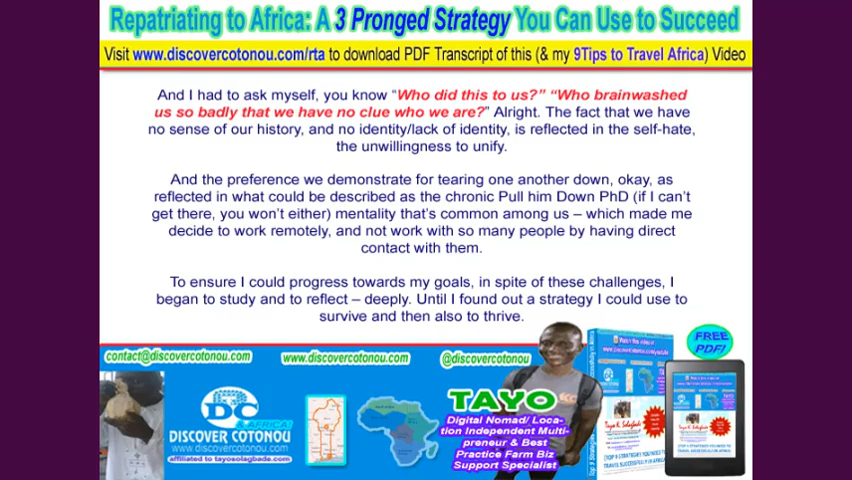 Repatriating to Africa: A 3 Pronged Strategy You Can Use to Succeed
Visit www.discovercotonou.com/rta to download PDF Transcript of this (& my 9Tips to Travel Africa) Video
And I had to ask myself, you know “Who did this to us?” “Who brainwashed
us so badly that we have no clue who we are?” Alright. The fact that we have
no sense of our history, and no identity/lack of identity, is reflected in the self-hate,
the unwillingness to unify.
And the preference we demonstrate for tearing one another down, okay, as
reflected in what could be described as the chronic Pull him Down PhD (if I can’t
get there, you won’t either) mentality that’s common among us – which made me
decide to work remotely, and not work with so many people by having direct
contact with them.
To ensure I could progress towards my goals, in spite of these challenges, I
began to study and to reflect – deeply. Until I found out a strategy I could use to
survive and then also to thrive.
contact@discovercotonou.com
www.discovercotonou.com
@discovercotonou
FREE
PDF!
DC
& AFRICA!
DISCOVER COTONOU
www.discovercotonou.com
affiliated to tayosolagbade.com
TAYO
Digital Nomad/ Loca-
tion Independent Multi-
preneur & Best
Practice Farm Biz
Support Specialist